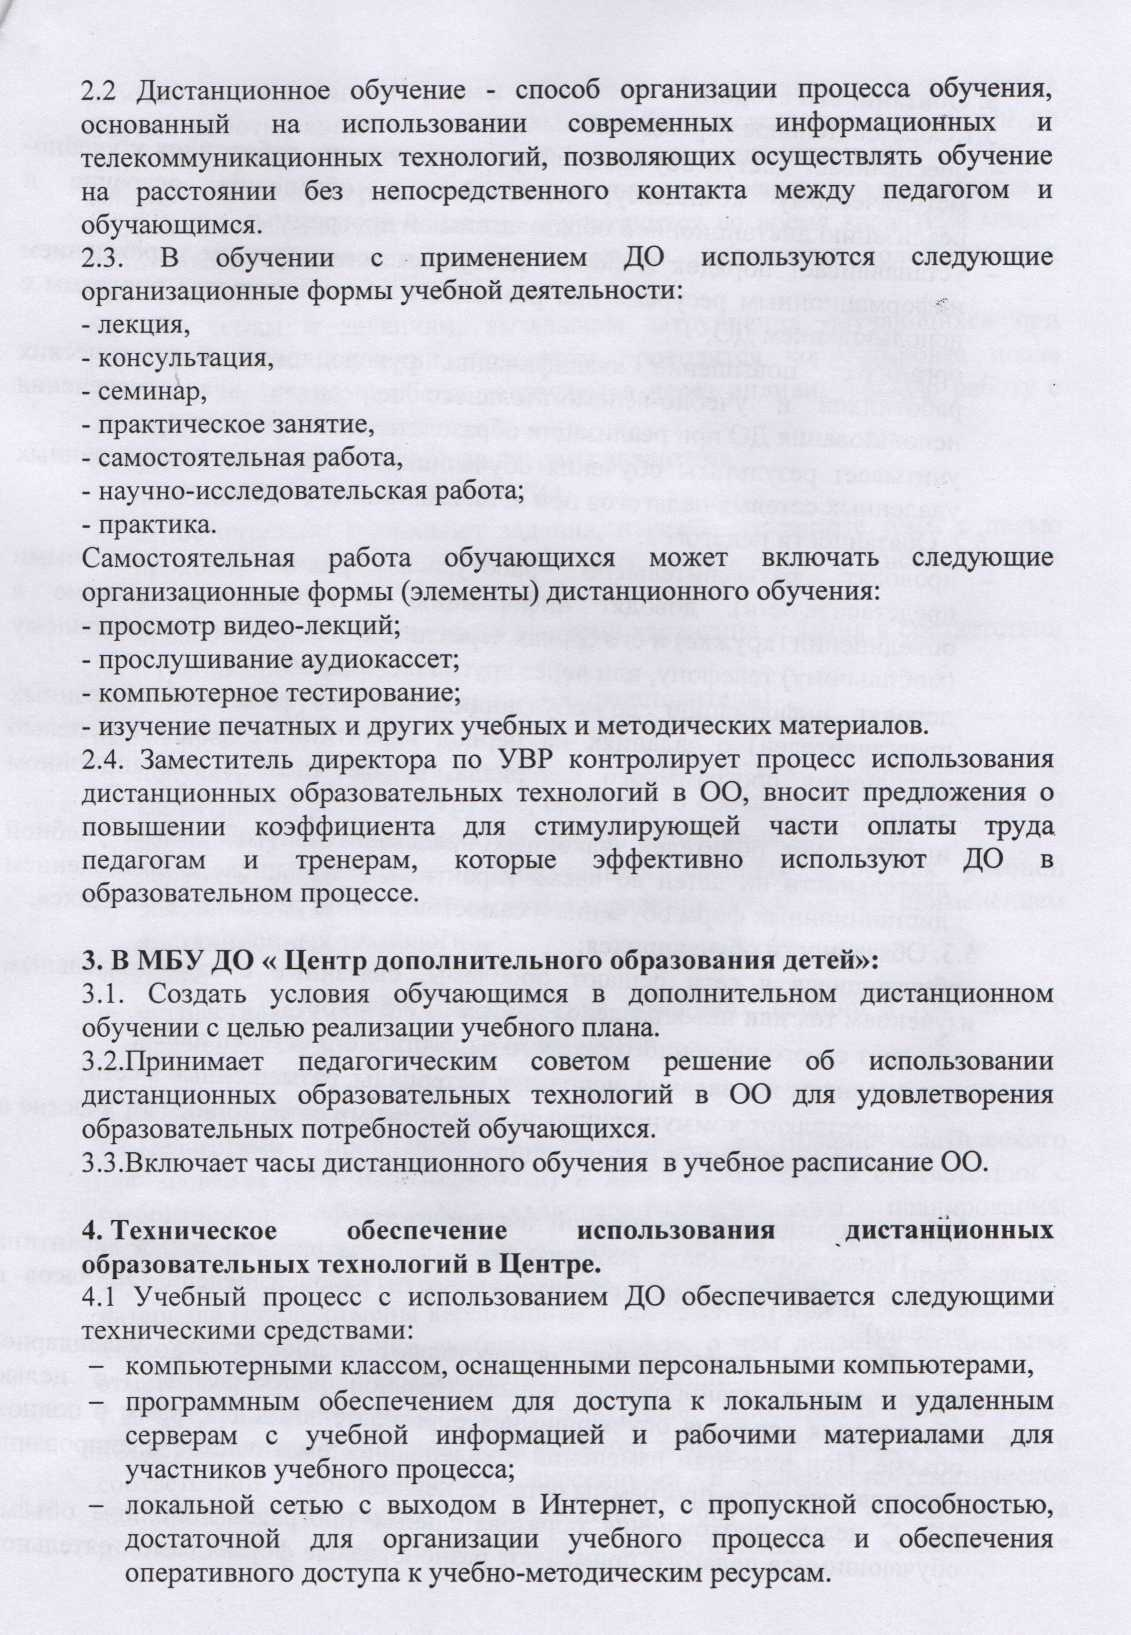 2.2 Дистанционное обучение - способ организации процесса обучения,
основанный на использовании современных информационных и
телекоммуникационных технологий, позволяющих осуществлять обучение
на расстоянии без непосредственного контакта между педагогом и
обучающимся.
2.3. В обучении с применением ДО используются следующие
организационные формы учебной деятельности:
- лекция,
- консультация,
- семинар,
- практическое занятие,
- самостоятельная работа,
- научно-исследовательская работа;
- практика.
Самостоятельная работа обучающихся может включать следующие
организационные формы (элементы) дистанционного обучения:
- просмотр видео-лекций;
- прослушивание аудиокассет;
- компьютерное тестирование;
- изучение печатных и других учебных и методических материалов.
2.4. Заместитель директора по УВР контролирует процесс использования
дистанционных образовательных технологий в ОО, вносит предложения о
повышении коэффициента для стимулирующей части оплаты труда
педагогам и тренерам, которые эффективно используют ДО в
образовательном процессе.
3. В МБУ ДО « Центр дополнительного образования детей»:
3.1. Создать условия обучающимся в дополнительном дистанционном
обучении с целью реализации учебного плана.
3.2.Принимает педагогическим советом решение об использовании
дистанционных образовательных технологий в ОО для удовлетворения
образовательных потребностей обучающихся.
3.3.Включает часы дистанционного обучения в учебное расписание ОО.
4. Техническое обеспечение использования дистанционных
образовательных технологий в Центре.
4.1 Учебный процесс с использованием ДО обеспечивается следующими
техническими средствами:
– компьютерными классом, оснащенными персональными компьютерами,
– программным обеспечением для доступа к локальным и удаленным
серверам с учебной информацией и рабочими материалами для
участников учебного процесса;
– локальной сетью с выходом в Интернет, с пропускной способностью,
достаточной для организации учебного процесса и обеспечения
оперативного доступа к учебно-методическим ресурсам.